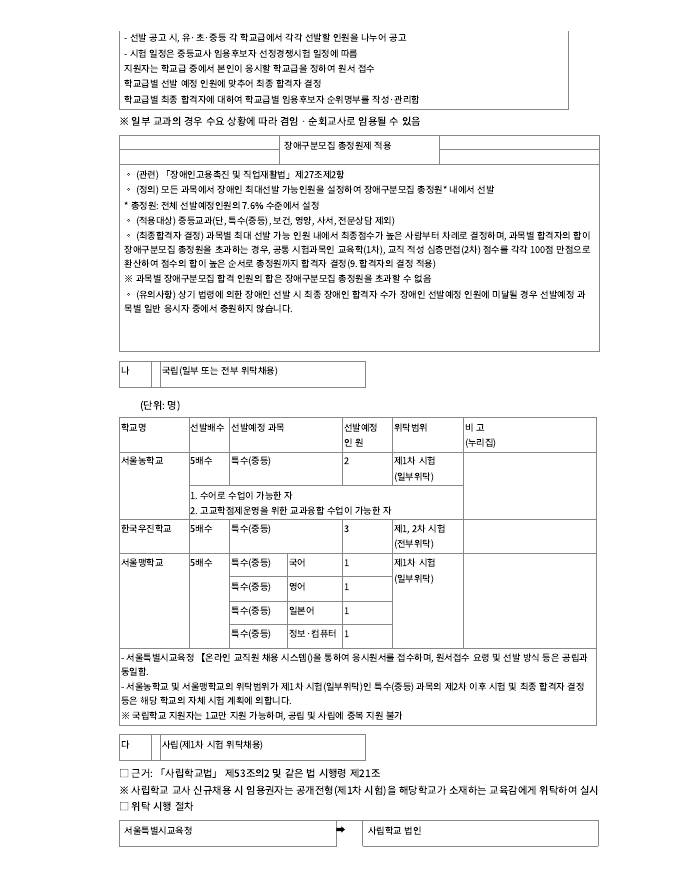 - 선발 공고 시, 유·초·중등 각 학교급에서 각각 선발할 인원을 나누어 공고
- 시험 일정은 중등교사 임용후보자 선정경쟁시험 일정에 따름
지원자는 학교급 중에서 본인이 응시할 학교급을 정하여 원서 접수
학교급별 선발 예정 인원에 맞추어 최종 합격자 결정
학교급별 최종 합격자에 대하여 학교급별 임용후보자 순위명부를 작성·관리함
※ 일부 교과의 경우 수요 상황에 따라 겸임ㆍ순회교사로 임용될 수 있음
장애구분모집 총정원제 적용
◦ (관련) 「장애인고용촉진 및 직업재활법」제27조제2항
◦ (정의) 모든 과목에서 장애인 최대선발 가능인원을 설정하여 장애구분모집 총정원* 내에서 선발
* 총정원: 전체 선발예정인원의 7.6% 수준에서 설정
◦ (적용대상) 중등교과(단, 특수(중등), 보건, 영양, 사서, 전문상담 제외)
◦ (최종합격자 결정) 과목별 최대 선발 가능 인원 내에서 최종점수가 높은 사람부터 차례로 결정하며, 과목별 합격자의 합이
장애구분모집 총정원을 초과하는 경우, 공통 시험과목인 교육학(1차), 교직 적성 심층면접(2차) 점수를 각각 100점 만점으로
환산하여 점수의 합이 높은 순서로 총정원까지 합격자 결정(9. 합격자의 결정 적용)
※ 과목별 장애구분모집 합격 인원의 합은 장애구분모집 총정원을 초과할 수 없음
◦ (유의사항) 상기 법령에 의한 장애인 선발 시 최종 장애인 합격자 수가 장애인 선발예정 인원에 미달될 경우 선발예정 과
목별 일반 응시자 중에서 충원하지 않습니다.
나 국립(일부 또는 전부 위탁채용)
(단위: 명)
학교명 선발배수 선발예정 과목 선발예정 위탁범위 비 고
인 원 (누리집)
서울농학교 5배수 특수(중등) 2 제1차 시험
(일부위탁)
1. 수어로 수업이 가능한 자
2. 고교학점제운영을 위한 교과융합 수업이 가능한 자
한국우진학교 5배수 특수(중등) 3 제1, 2차 시험
(전부위탁)
서울맹학교 5배수 특수(중등) 국어 1 제1차 시험
(일부위탁)
특수(중등) 영어 1
특수(중등) 일본어 1
특수(중등) 정보·컴퓨터 1
- 서울특별시교육청 【온라인 교직원 채용 시스템()을 통하여 응시원서를 접수하며, 원서접수 요령 및 선발 방식 등은 공립과
동일함.
- 서울농학교 및 서울맹학교의 위탁범위가 제1차 시험(일부위탁)인 특수(중등) 과목의 제2차 이후 시험 및 최종 합격자 결정
등은 해당 학교의 자체 시험 계획에 의합니다.
※ 국립학교 지원자는 1교만 지원 가능하며, 공립 및 사립에 중복 지원 불가
다 사립(제1차 시험 위탁채용)
□ 근거: 「사립학교법」 제53조의2 및 같은 법 시행령 제21조
※ 사립학교 교사 신규채용 시 임용권자는 공개전형(제1차 시험)을 해당학교가 소재하는 교육감에게 위탁하여 실시
□ 위탁 시행 절차
서울특별시교육청 ➡ 사립학교 법인